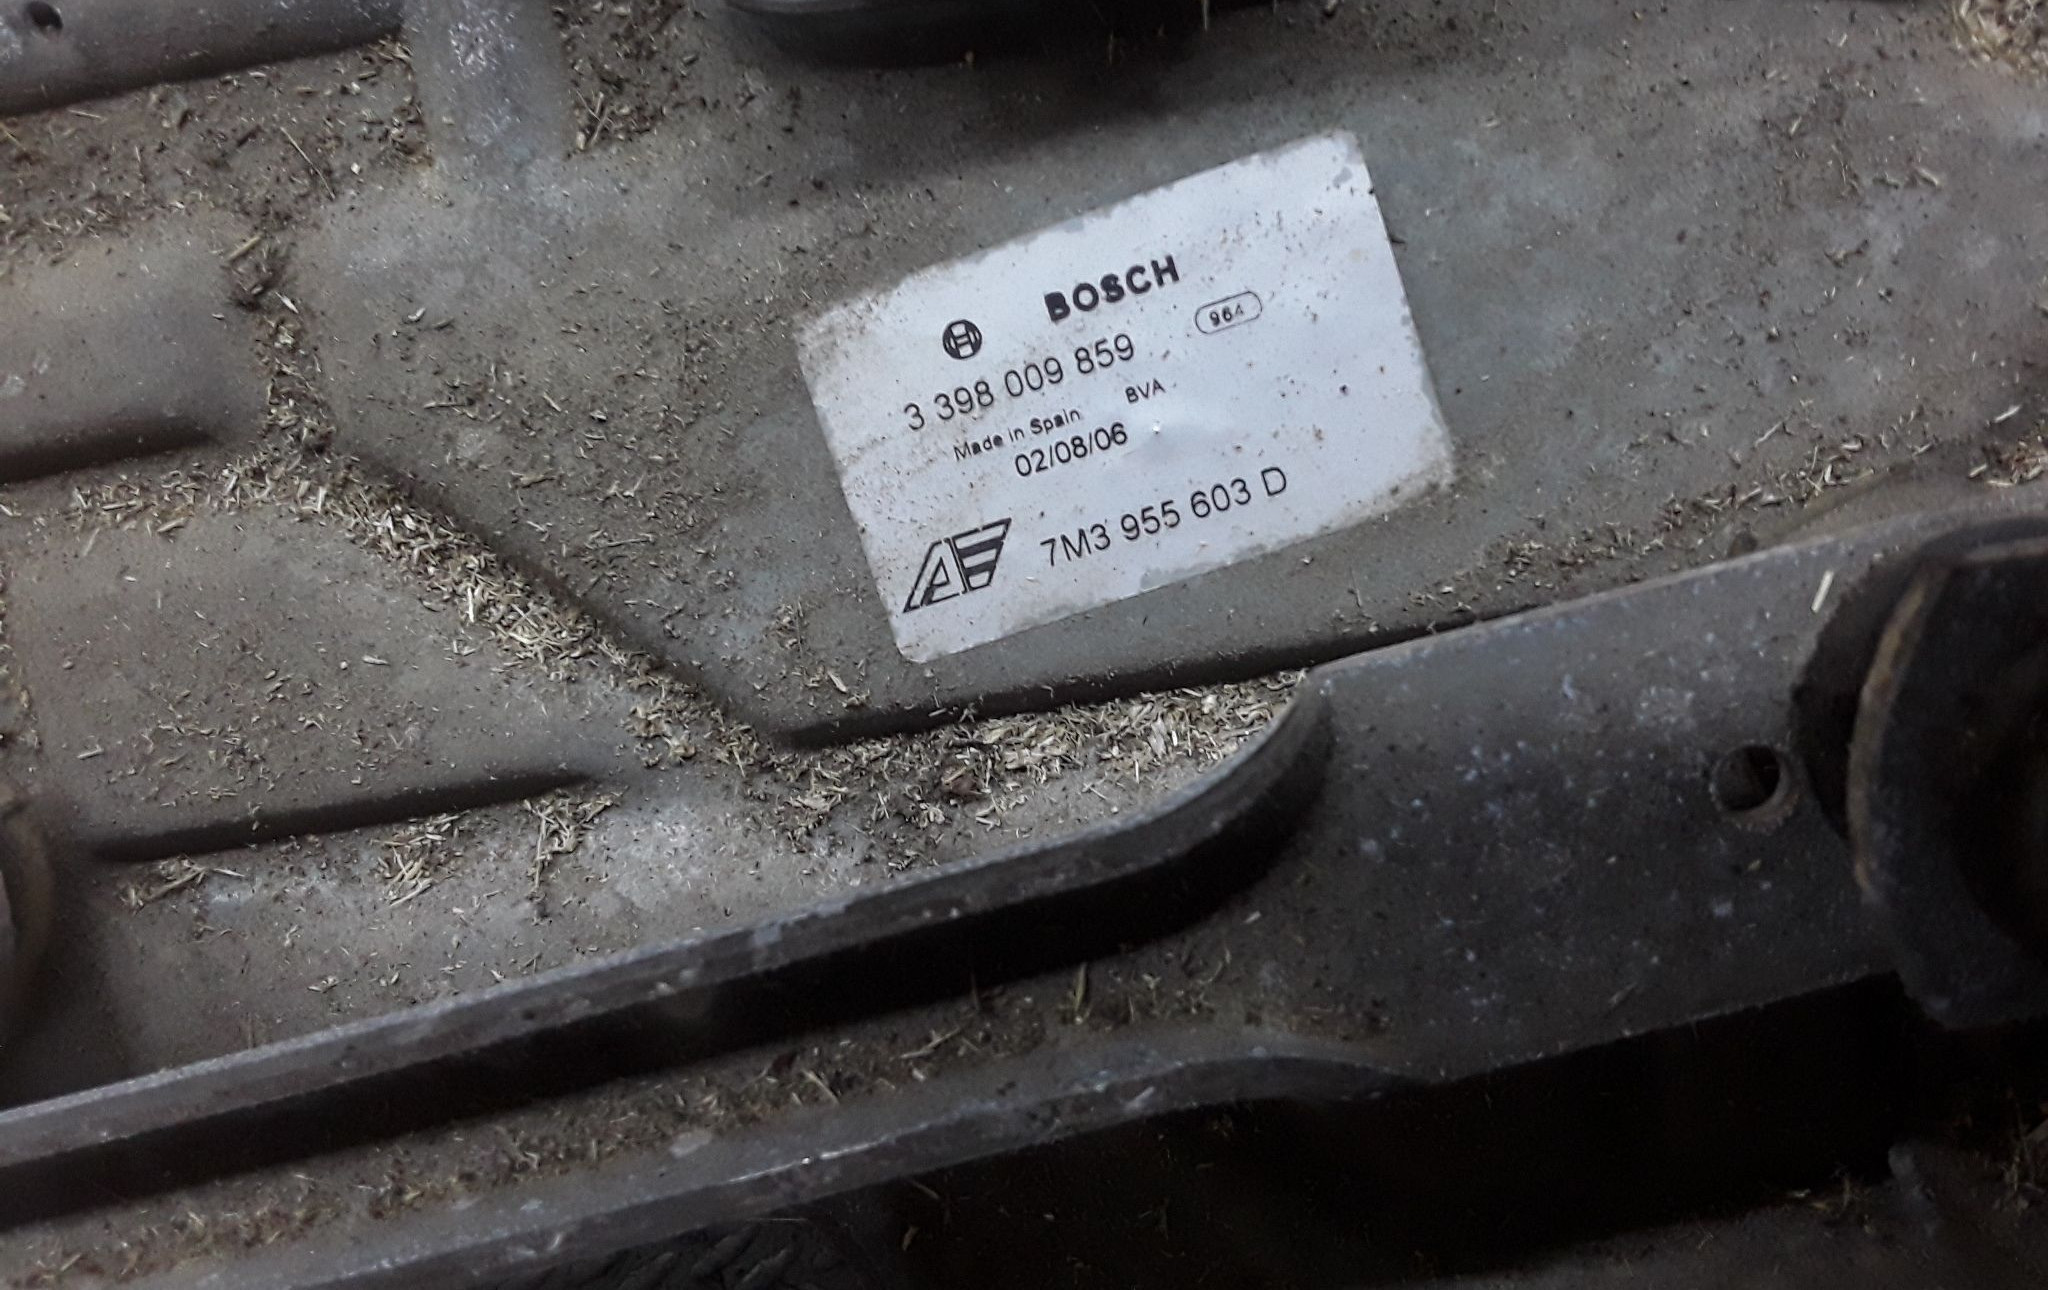 BOSCH
3 398 009 859 964
Made in Spain BVA
02/08/06
7M3 955 603 D